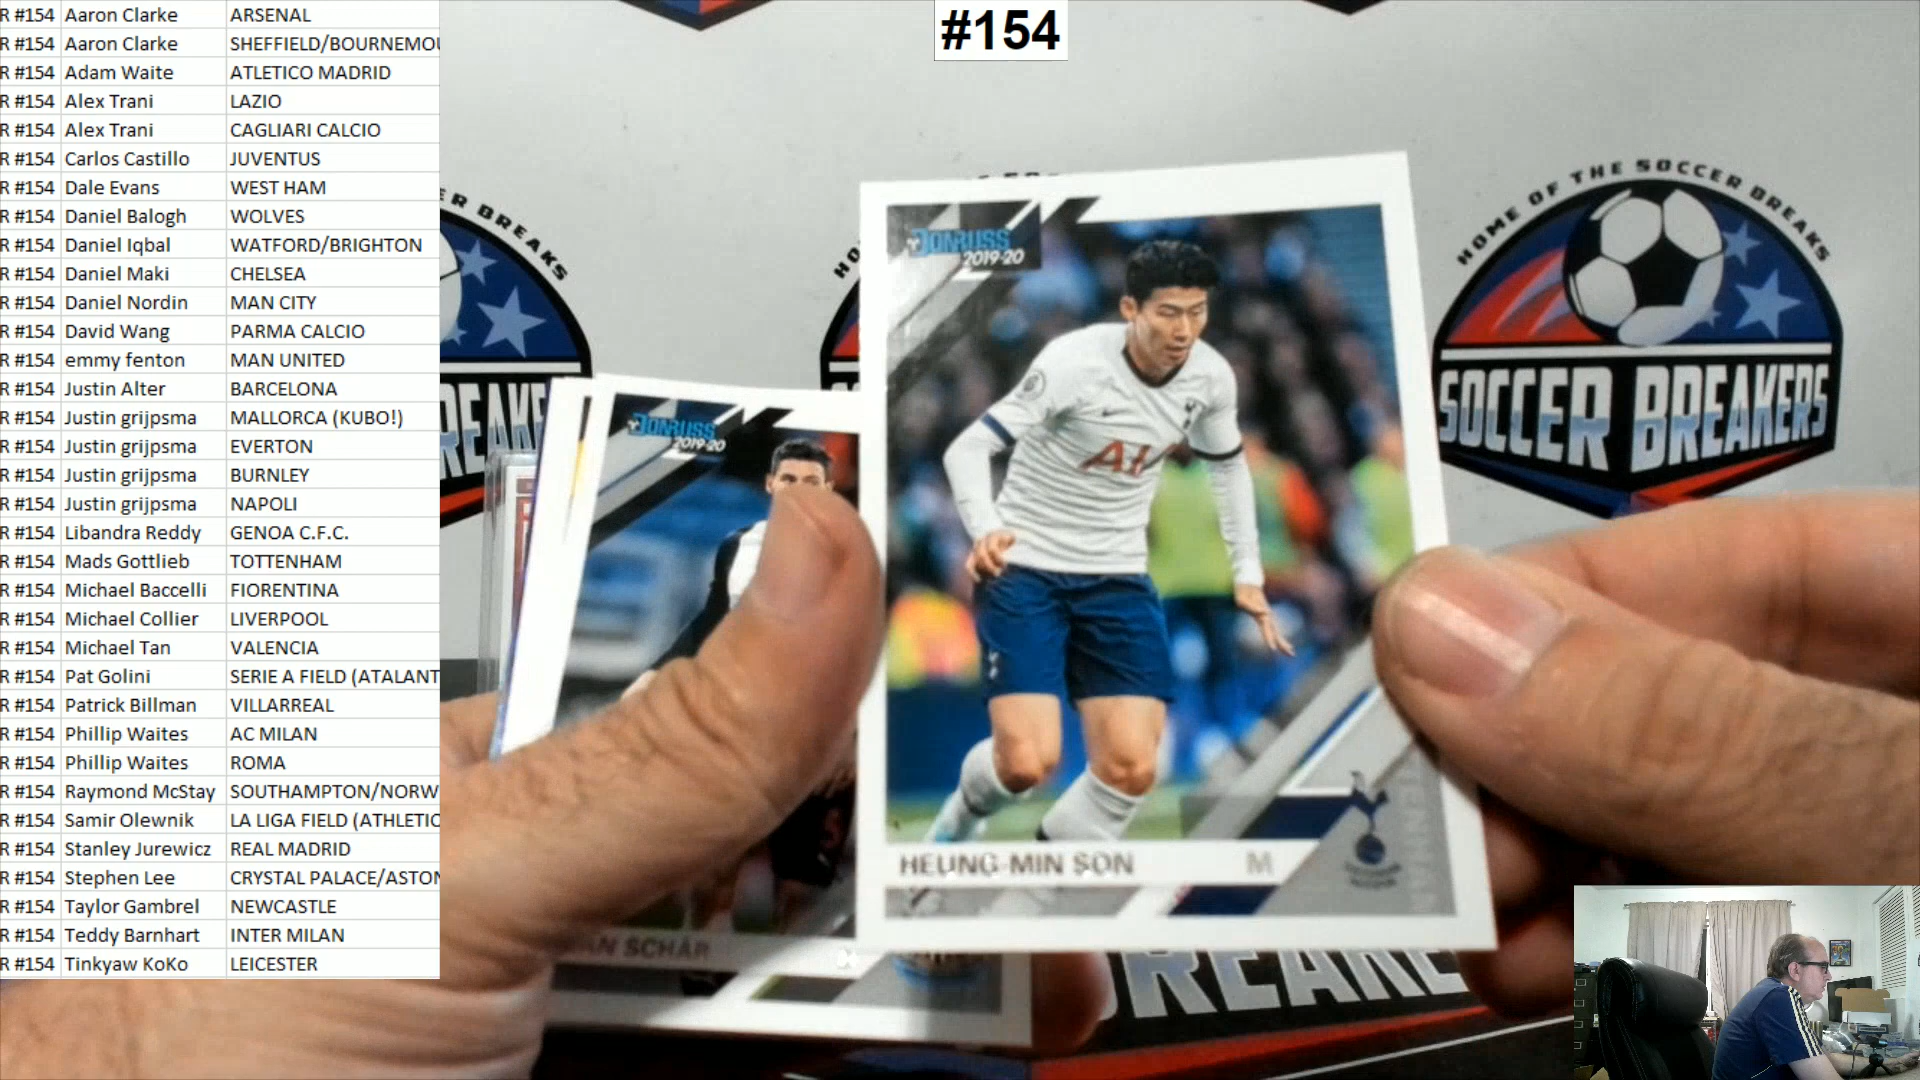 #154
R #154 Aaron Clarke ARSENAL
R #154 Aaron Clarke SHEFFIELD/BOURNEMOU
R #154 Adam Waite ATLETICO MADRID
R #154 Alex Trani LAZIO
R #154 Alex Trani CAGLIARI CALCIO
R #154 Carlos Castillo JUVENTUS
R #154 Dale Evans WEST HAM
R #154 Daniel Balogh WOLVES
R #154 Daniel Iqbal WATFORD/BRIGHTON
R #154 Daniel Maki CHELSEA
R #154 Daniel Nordin MAN CITY
R #154 David Wang PARMA CALCIO
R #154 emmy fenton MAN UNITED
R #154 Justin Alter BARCELONA
R #154 Justin grijpsma MALLORCA (KUBO!)
R #154 Justin grijpsma EVERTON
R #154 Justin grijpsma BURNLEY
R #154 Justin grijpsma NAPOLI
R #154 Libandra Reddy GENOA C.F.C.
R #154 Mads Gottlieb TOTTENHAM
R #154 Michael Baccelli FIORENTINA
R #154 Michael Collier LIVERPOOL
R #154 Michael Tan VALENCIA
R #154 Pat Golini SERIE A FIELD (ATALANT
R #154 Patrick Billman VILLARREAL
R #154 Phillip Waites AC MILAN
R #154 Phillip Waites ROMA
R #154 Raymond McStay SOUTHAMPTON/NORW
R #154 Samir Olewnik LA LIGA FIELD (ATHLETIC
R #154 Stanley Jurewicz REAL MADRID
R #154 Stephen Lee CRYSTAL PALACE/ASTON
R #154 Taylor Gambrel NEWCASTLE
R #154 Teddy Barnhart INTER MILAN
R #154 Tinkyaw KoKo LEICESTER
ER BREAKS
REAKE
DONRUSS
2019-20
AN SCHÄR
DONRUSS
2019-20
AI
HEUNG-MIN SON M
HOME OF THE SOCCER BREAKS
SOCCER BREAKERS
HO
BREAKE